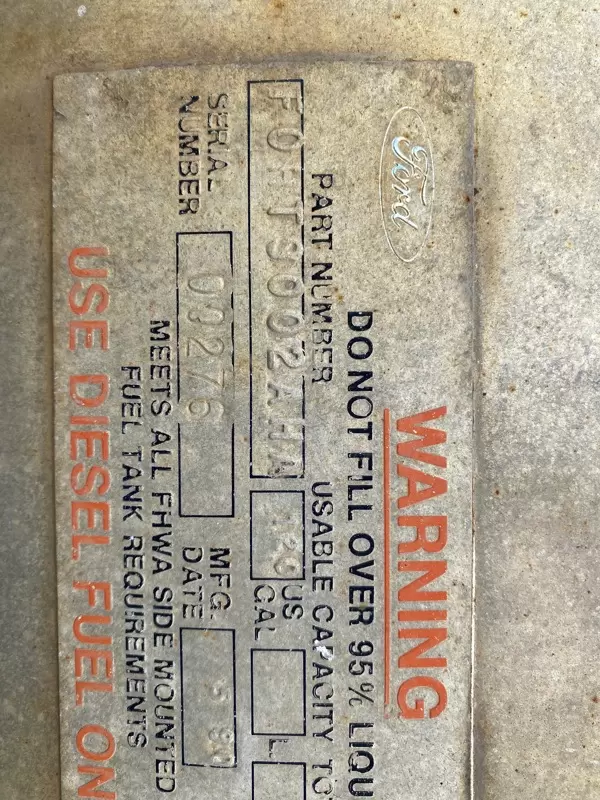 Ford
WARNING
DO NOT FILL OVER 95% LIQU
PART NUMBER USABLE CAPACITY TO
US GAL L
SERIAL NUMBER 00276 MFG. DATE
MEETS ALL FHWA SIDE MOUNTED
FUEL TANK REQUIREMENTS
USE DIESEL FUEL ON